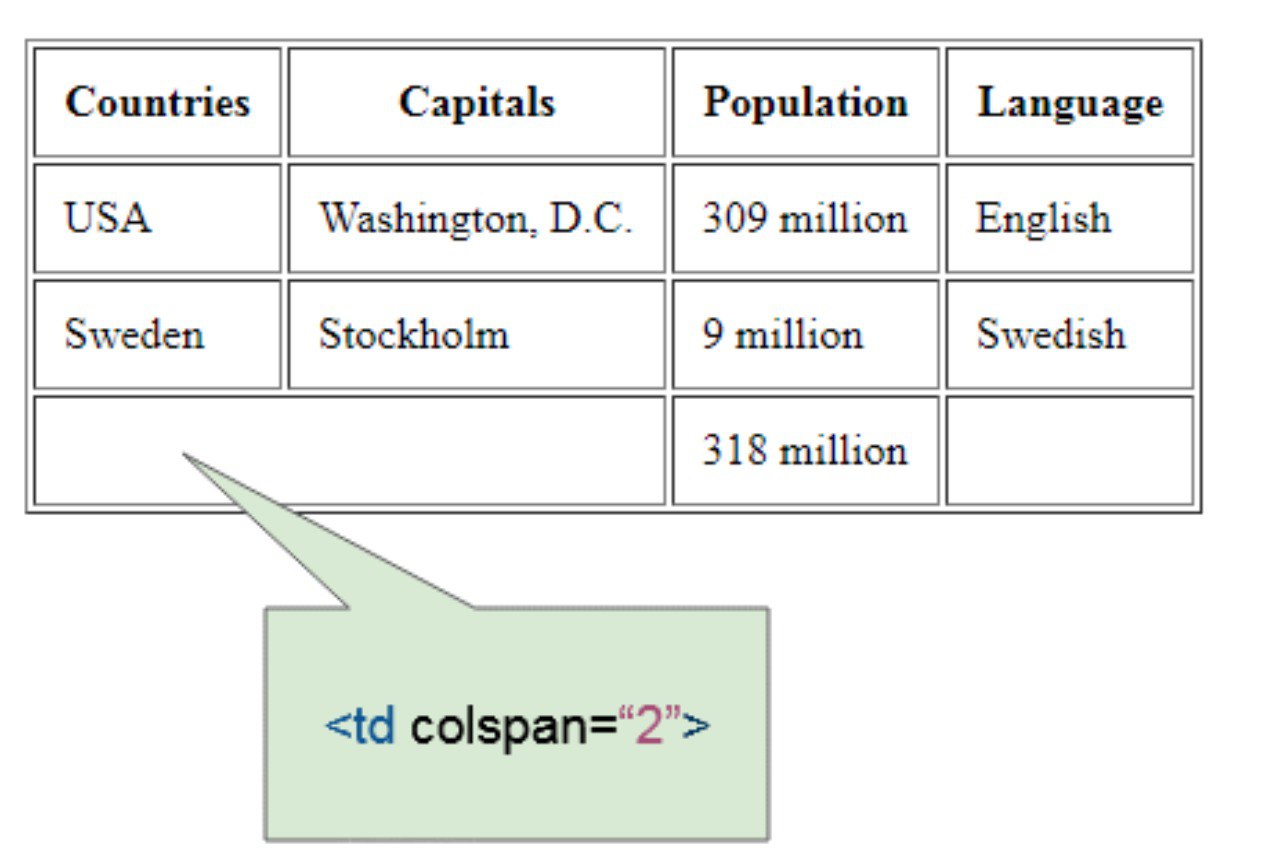 Countries Capitals Population Language
USA Washington, D.C. 309 million English
Sweden Stockholm 9 million Swedish
318 million
<td colspan=“2”>